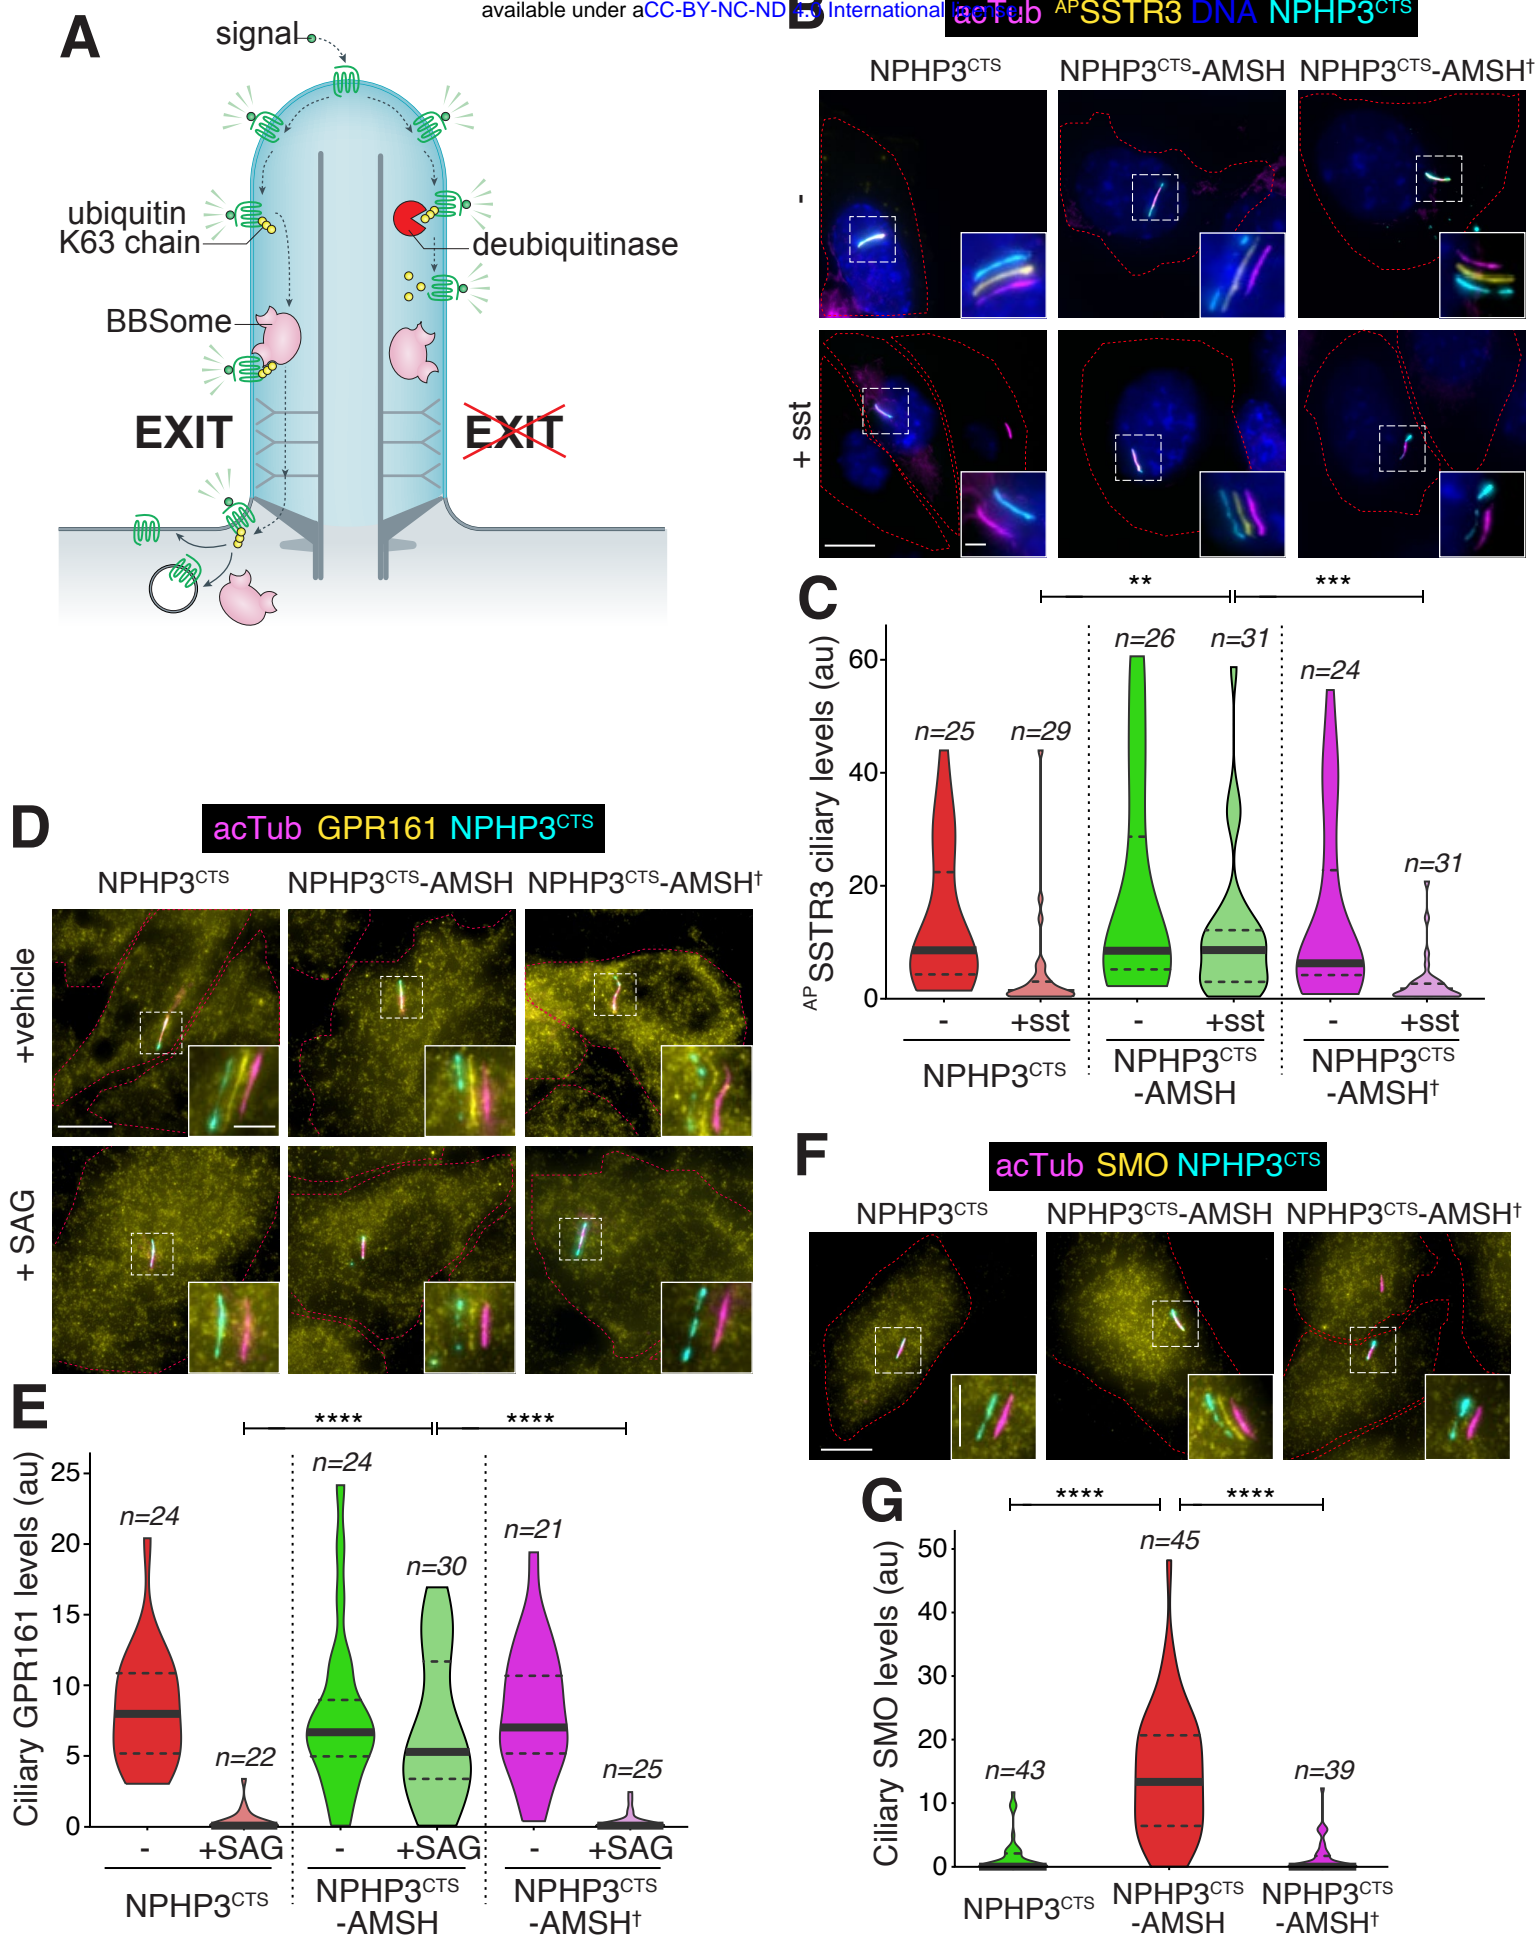 available under aCC-BY-NC-ND 4.0 International license
A
signal
ubiquitin
K63 chain
deubiquitinase
BBSome
EXIT
EXIT
B
acTub APSSTR3 DNA NPHP3CTS
NPHP3CTS NPHP3CTS-AMSH NPHP3CTS-AMSH†
-
+ sst
C
** ***
APSSTR3 ciliary levels (au)
60
40
20
0
n=25 n=29 n=26 n=31 n=24 n=31
- +sst - +sst - +sst
NPHP3CTS
NPHP3CTS
-AMSH
NPHP3CTS
-AMSH†
D
acTub GPR161 NPHP3CTS
NPHP3CTS NPHP3CTS-AMSH NPHP3CTS-AMSH†
+vehicle
+ SAG
E
**** ****
Ciliary GPR161 levels (au)
25
20
15
10
5
0
n=24 n=22 n=24 n=30 n=21 n=25
- +SAG - +SAG - +SAG
NPHP3CTS
NPHP3CTS
-AMSH
NPHP3CTS
-AMSH†
F
acTub SMO NPHP3CTS
NPHP3CTS NPHP3CTS-AMSH NPHP3CTS-AMSH†
G
**** ****
Ciliary SMO levels (au)
50
40
30
20
10
0
n=43 n=45 n=39
NPHP3CTS
NPHP3CTS
-AMSH
NPHP3CTS
-AMSH†